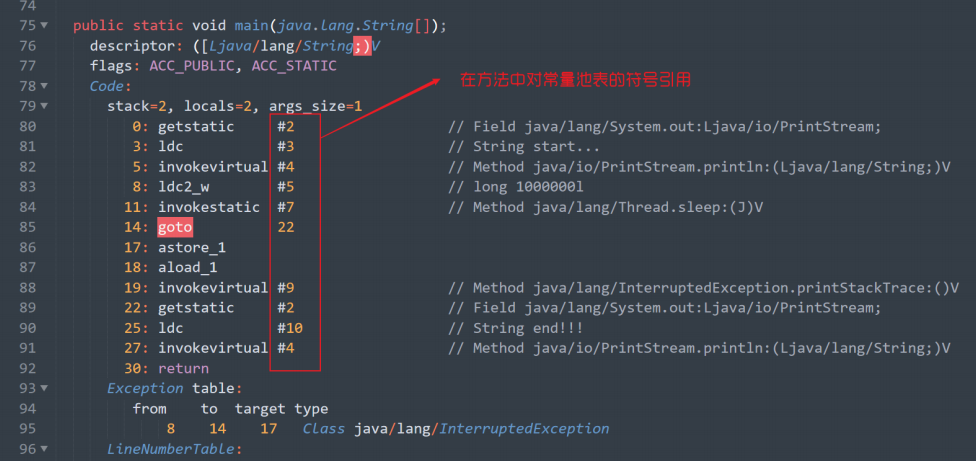 74
75 public static void main(java.lang.String[]);
76 descriptor: ([Ljava/lang/String;)V
77 flags: ACC_PUBLIC, ACC_STATIC
在方法中对常量池表的符号引用
78 Code:
79 stack=2, locals=2, args_size=1
80 0: getstatic #2 // Field java/lang/System.out:Ljava/io/PrintStream;
81 3: ldc #3 // String start...
82 5: invokevirtual #4 // Method java/io/PrintStream.println:(Ljava/lang/String;)V
83 8: ldc2_w #5 // long 1000000l
84 11: invokestatic #7 // Method java/lang/Thread.sleep:(J)V
85 14: goto 22
86 17: astore_1
87 18: aload_1
88 19: invokevirtual #9 // Method java/lang/InterruptedException.printStackTrace:()V
89 22: getstatic #2 // Field java/lang/System.out:Ljava/io/PrintStream;
90 25: ldc #10 // String end!!!
91 27: invokevirtual #4 // Method java/io/PrintStream.println:(Ljava/lang/String;)V
92 30: return
93 Exception table:
94 from to target type
95 8 14 17 Class java/lang/InterruptedException
96 LineNumberTable: